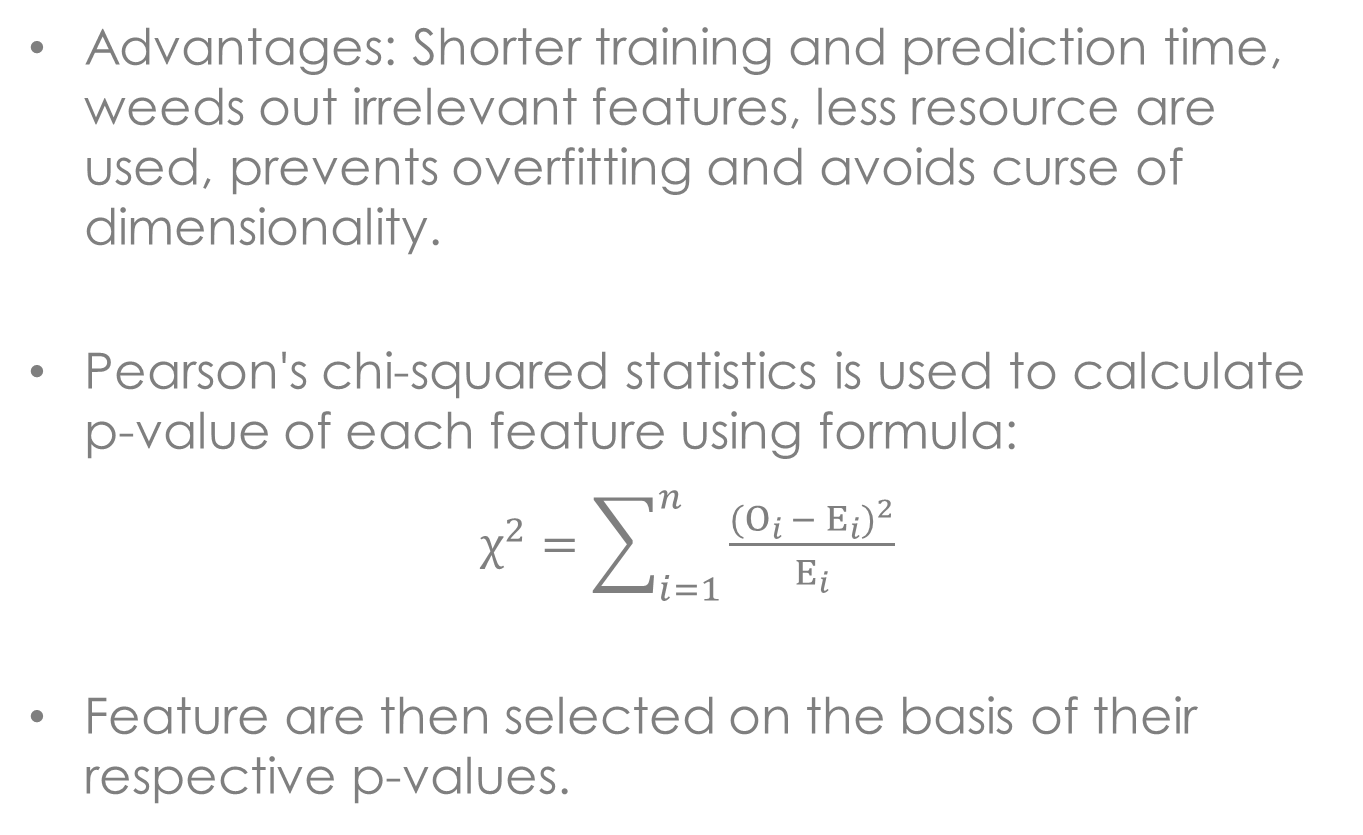 • Advantages: Shorter training and prediction time,
weeds out irrelevant features, less resource are
used, prevents overfitting and avoids curse of
dimensionality.
• Pearson's chi-squared statistics is used to calculate
p-value of each feature using formula:
χ² = ∑ⁿᵢ₌₁ (Oᵢ − Eᵢ)² / Eᵢ
• Feature are then selected on the basis of their
respective p-values.